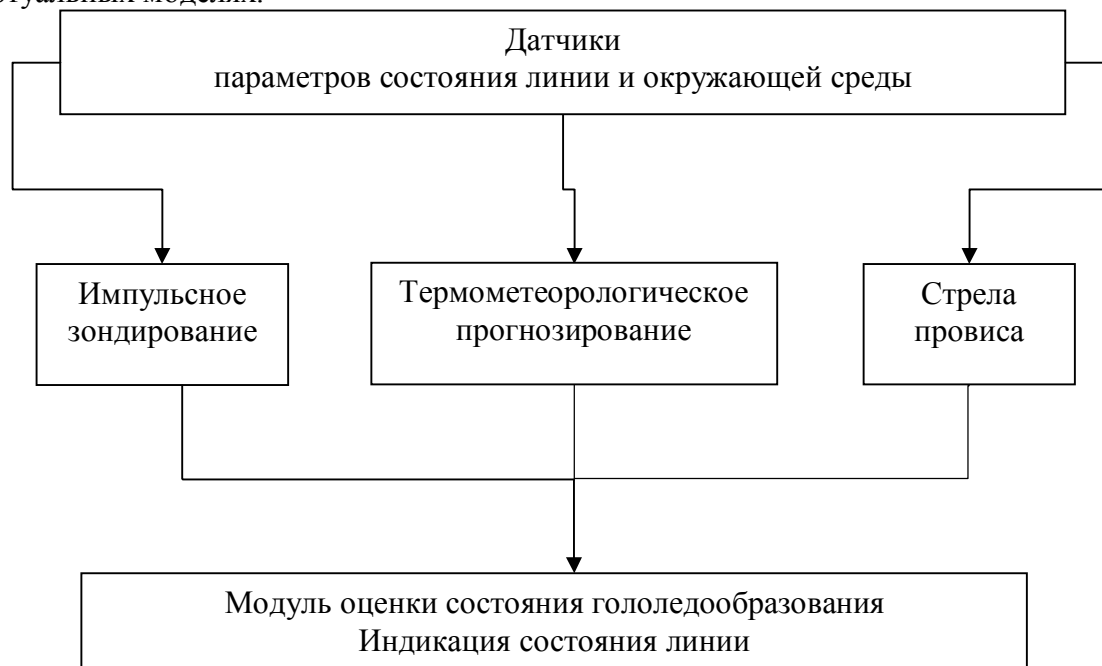 моделях.
Датчики
параметров состояния линии и окружающей среды
Импульсное
зондирование
Термометеорологическое
прогнозирование
Стрела
провиса
Модуль оценки состояния гололедообразования
Индикация состояния линии